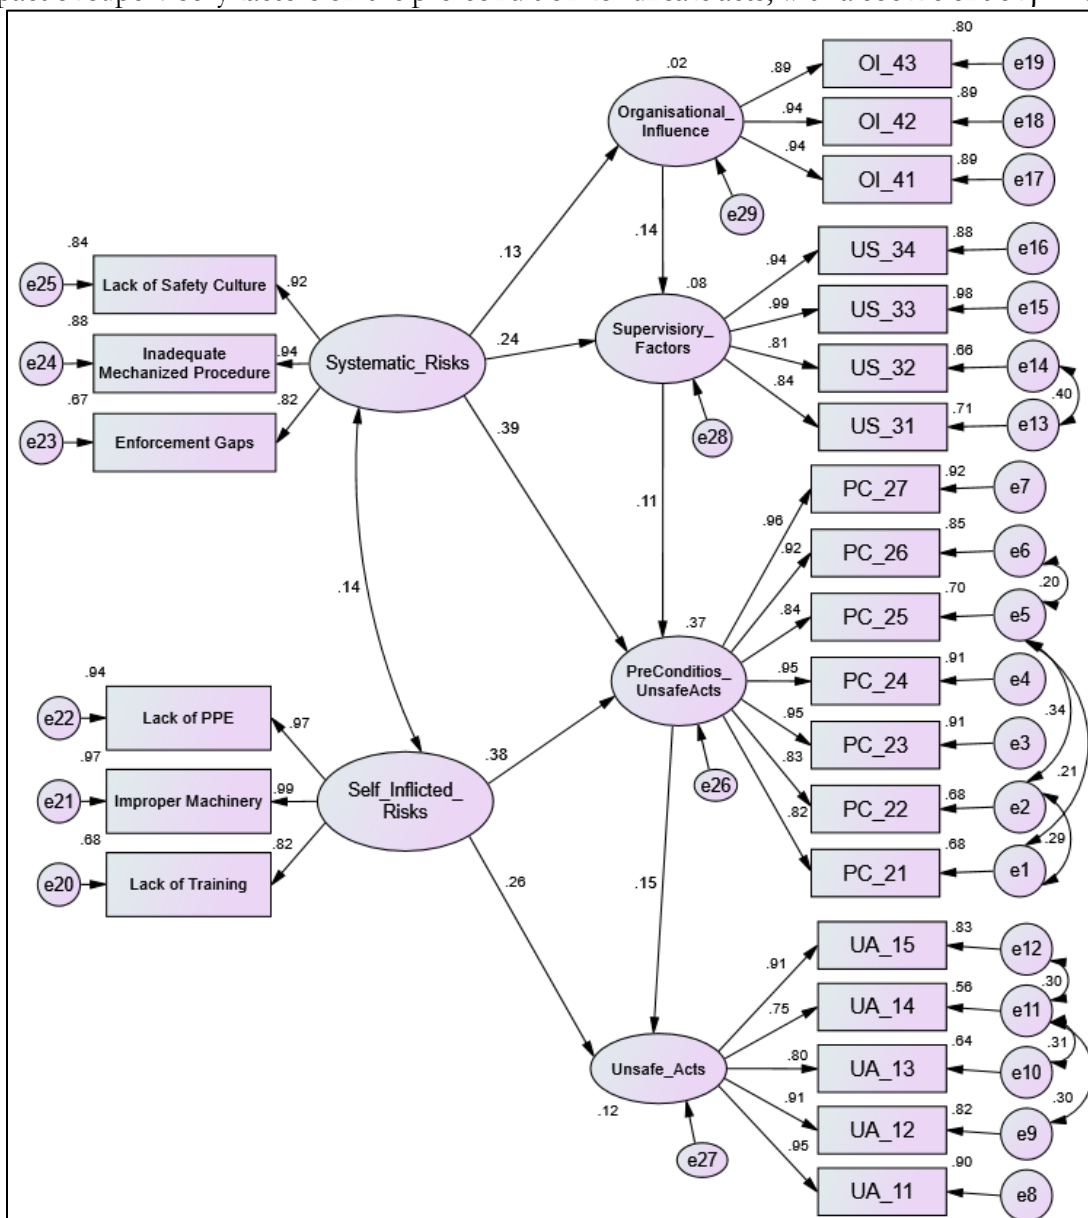 .80
OI_43
e19
.89
.02
Organisational_
Influence
.89
OI_42
e18
.94
.89
OI_41
e17
.94
e29
.13
.14
.88
US_34
e16
.94
.84
Lack of Safety Culture
e25
.92
.08
Supervisiory_
Factors
.98
US_33
e15
.99
.88
Inadequate
Mechanized Procedure
e24
.94
Systematic_Risks
.24
.66
US_32
e14
.81
.40
.67
Enforcement Gaps
e23
.82
.39
.71
US_31
e13
.84
e28
.11
.92
PC_27
e7
.96
.85
PC_26
e6
.92
.20
.14
.70
PC_25
e5
.84
.37
PreConditios_
UnsafeActs
.91
PC_24
e4
.95
.34
.94
Lack of PPE
e22
.97
.91
PC_23
e3
.95
.38
e26
.21
.97
Improper Machinery
e21
.99
Self_Inflicted_
Risks
.68
PC_22
e2
.83
.29
.68
Lack of Training
e20
.82
.68
PC_21
e1
.82
.26
.15
.83
UA_15
e12
.91
.30
.56
UA_14
e11
.75
.31
Unsafe_Acts
.12
.64
UA_13
e10
.80
.30
.82
UA_12
e9
.91
e27
.90
UA_11
e8
.95